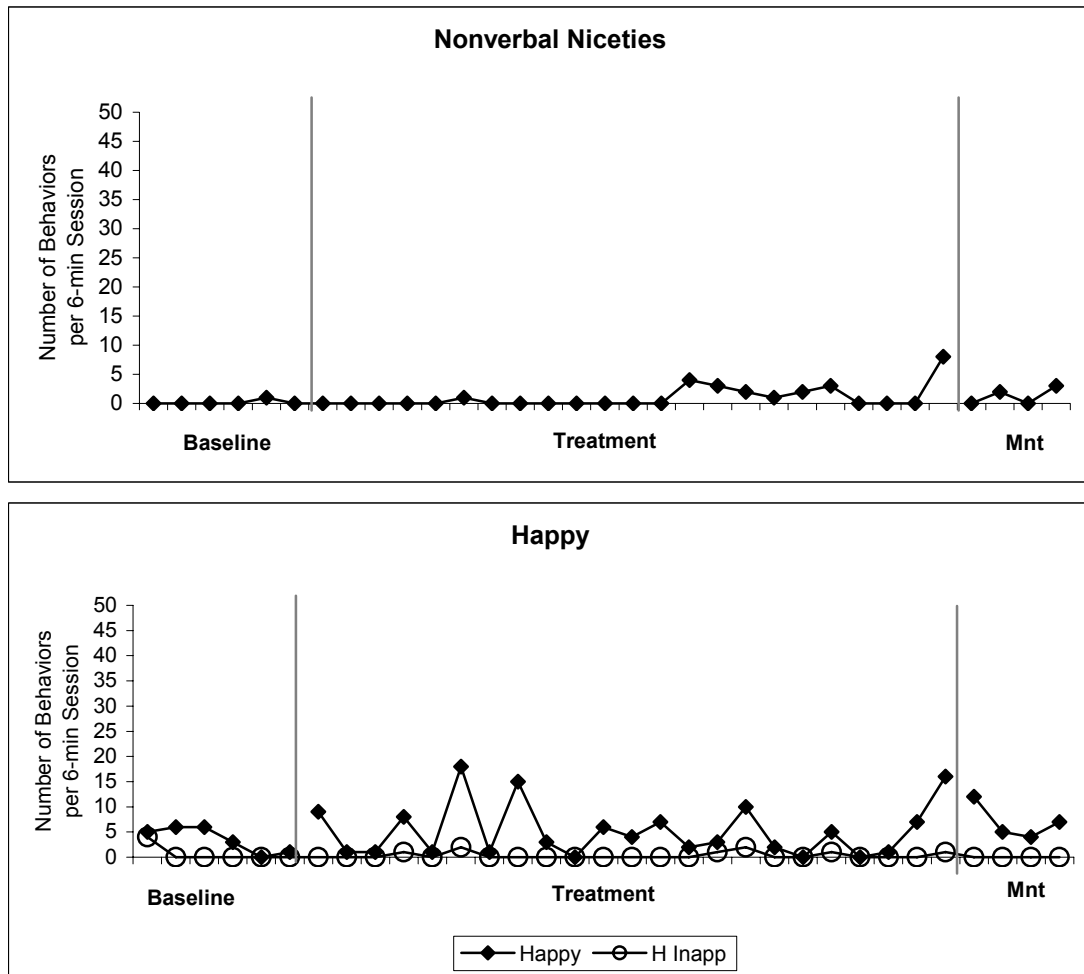 Nonverbal Niceties
Number of Behaviors
per 6-min Session
50
45
40
35
30
25
20
15
10
5
0
Baseline
Treatment
Mnt
Happy
Number of Behaviors
per 6-min Session
50
45
40
35
30
25
20
15
10
5
0
Baseline
Treatment
Mnt
Happy H Inapp